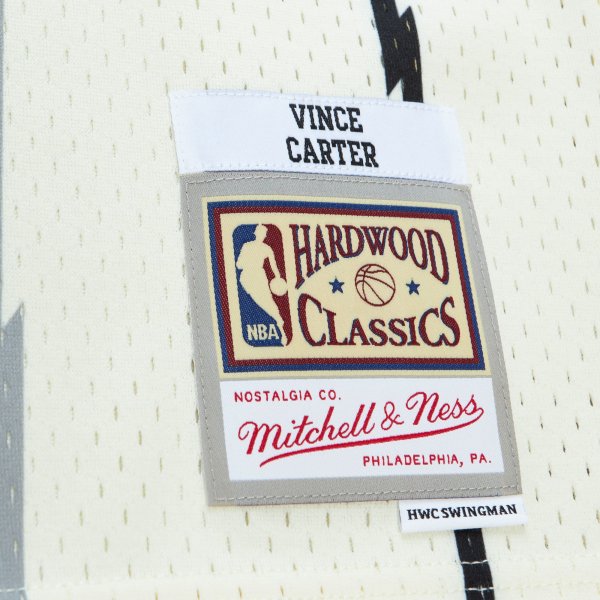 VINCE
CARTER
HARDWOOD
NBA
CLASSICS
NOSTALGIA CO.
Mitchell & Ness
PHILADELPHIA, PA.
HWC SWINGMAN